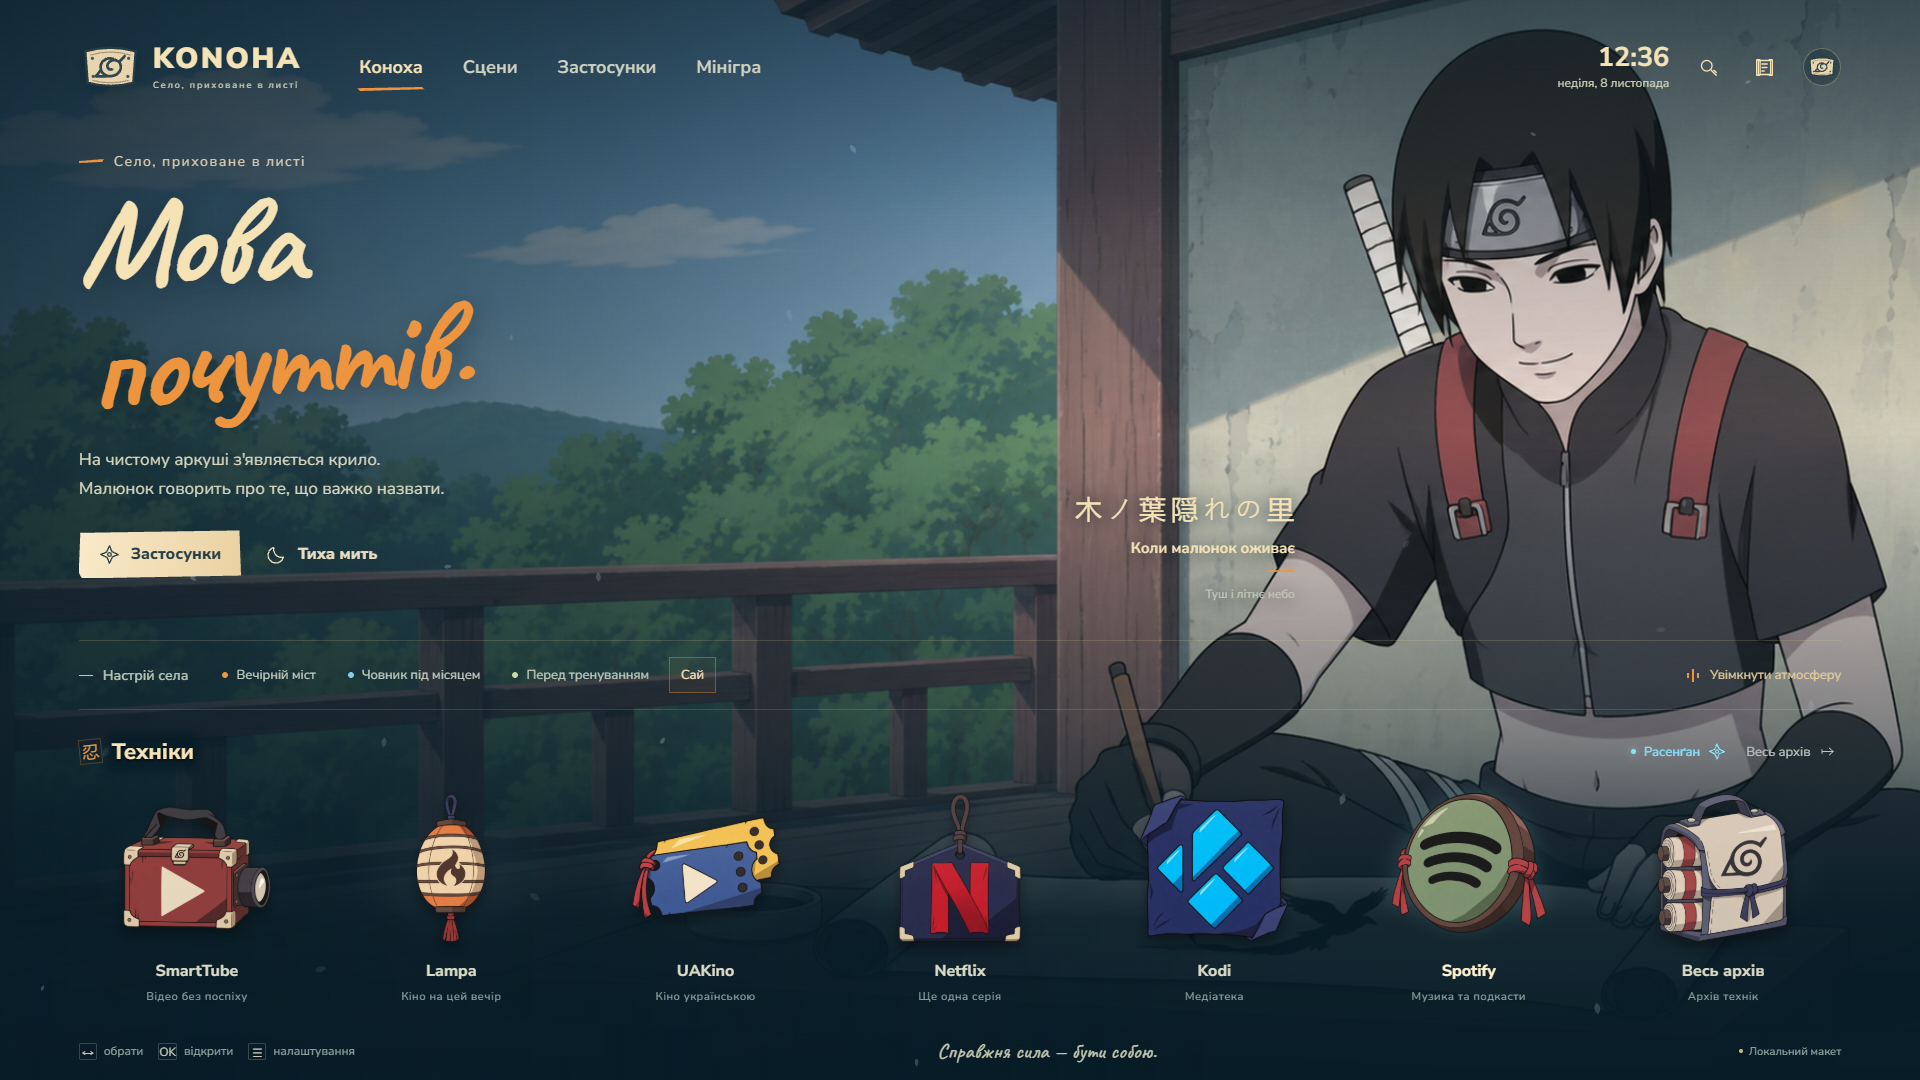 KONOHA
Село, приховане в листі
Коноха
Сцени
Застосунки
Мінігра
12:36
неділя, 8 листопада
Село, приховане в листі
Мова
почуттів.
На чистому аркуші з'являється крило.
Малюнок говорить про те, що важко назвати.
Застосунки
Тиха мить
木ノ葉隠れの里
Коли малюнок оживає
Туш і літнє небо
Настрій села
Вечірній міст
Човник під місяцем
Перед тренуванням
Сай
Увімкнути атмосферу
忍 Техніки
Расенґан
Весь архів
SmartTube
Відео без поспіху
Lampa
Кіно на цей вечір
UAKino
Кіно українською
N
Netflix
Ще одна серія
Kodi
Медіатека
Spotify
Музика та подкасти
Весь архів
Архів технік
обрати
OK відкрити
налаштування
Справжня сила — бути собою.
Локальний макет